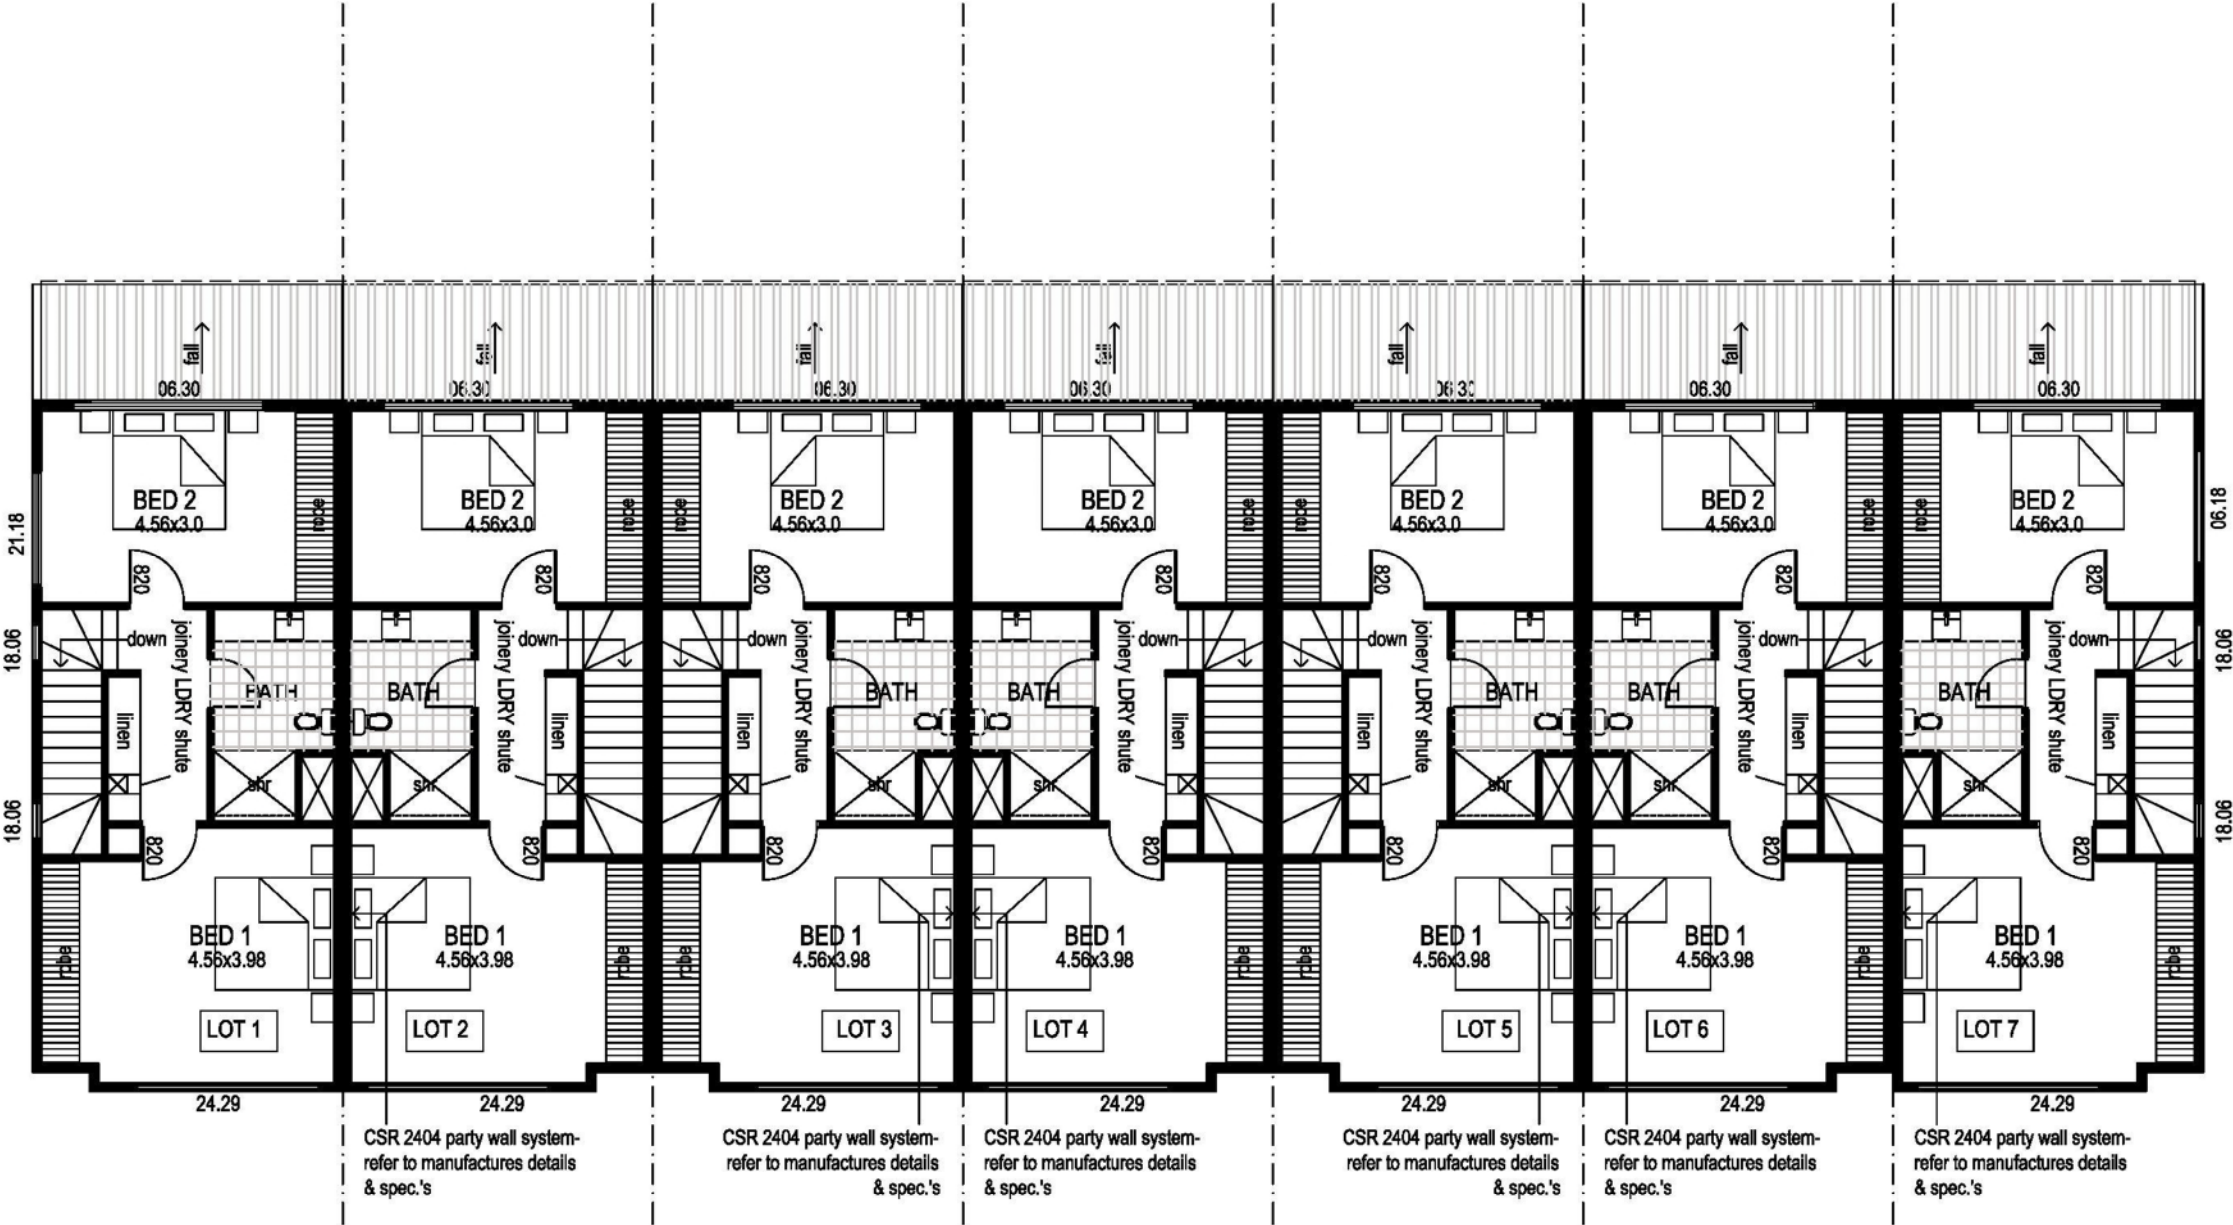 fall fall fall fall fall fall fall
06.30 06.30 06.30 06.30 06.30 06.30 06.30
BED 2 BED 2 BED 2 BED 2 BED 2 BED 2 BED 2
4.56x3.0 4.56x3.0 4.56x3.0 4.56x3.0 4.56x3.0 4.56x3.0 4.56x3.0
robe robe robe robe robe robe robe
21.18 06.18
820 820 820 820 820 820 820
18.06 18.06
down down down down down down down
joinery LDRY shute joinery LDRY shute joinery LDRY shute joinery LDRY shute joinery LDRY shute joinery LDRY shute joinery LDRY shute
BATH BATH BATH BATH BATH BATH BATH
linen linen linen linen linen linen linen
shr shr shr shr shr shr shr
18.06 18.06
820 820 820 820 820 820 820
BED 1 BED 1 BED 1 BED 1 BED 1 BED 1 BED 1
4.56x3.98 4.56x3.98 4.56x3.98 4.56x3.98 4.56x3.98 4.56x3.98 4.56x3.98
robe robe robe robe robe robe robe
LOT 1 LOT 2 LOT 3 LOT 4 LOT 5 LOT 6 LOT 7
24.29 24.29 24.29 24.29 24.29 24.29 24.29
CSR 2404 party wall system-
refer to manufactures details
& spec.'s
CSR 2404 party wall system-
refer to manufactures details
& spec.'s
CSR 2404 party wall system-
refer to manufactures details
& spec.'s
CSR 2404 party wall system-
refer to manufactures details
& spec.'s
CSR 2404 party wall system-
refer to manufactures details
& spec.'s
CSR 2404 party wall system-
refer to manufactures details
& spec.'s